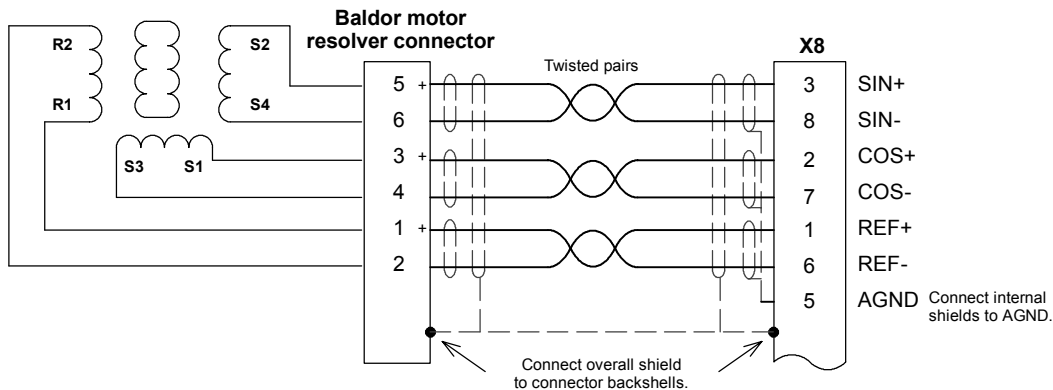 Baldor motor
resolver connector
X8
R2
S2
Twisted pairs
5 +
3
SIN+
R1
S4
6
8
SIN-
3 +
2
COS+
S3
S1
4
7
COS-
1 +
1
REF+
2
6
REF-
5
AGND
Connect internal
shields to AGND.
Connect overall shield
to connector backshells.